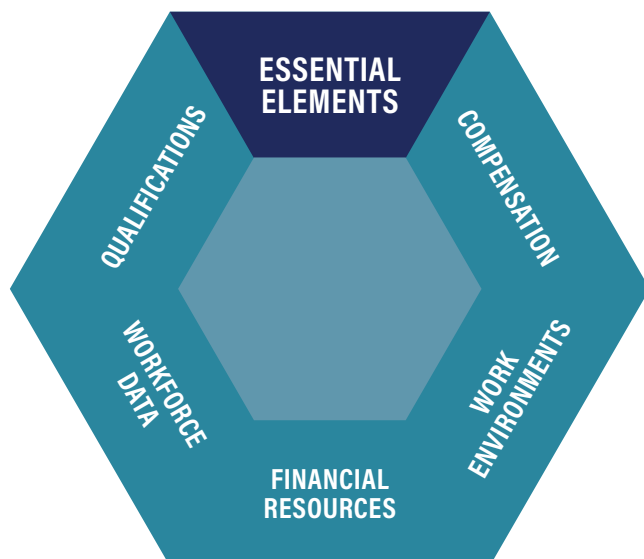 ESSENTIAL
ELEMENTS
COMPENSATION
WORK
ENVIRONMENTS
FINANCIAL
RESOURCES
WORKFORCE
DATA
QUALIFICATIONS